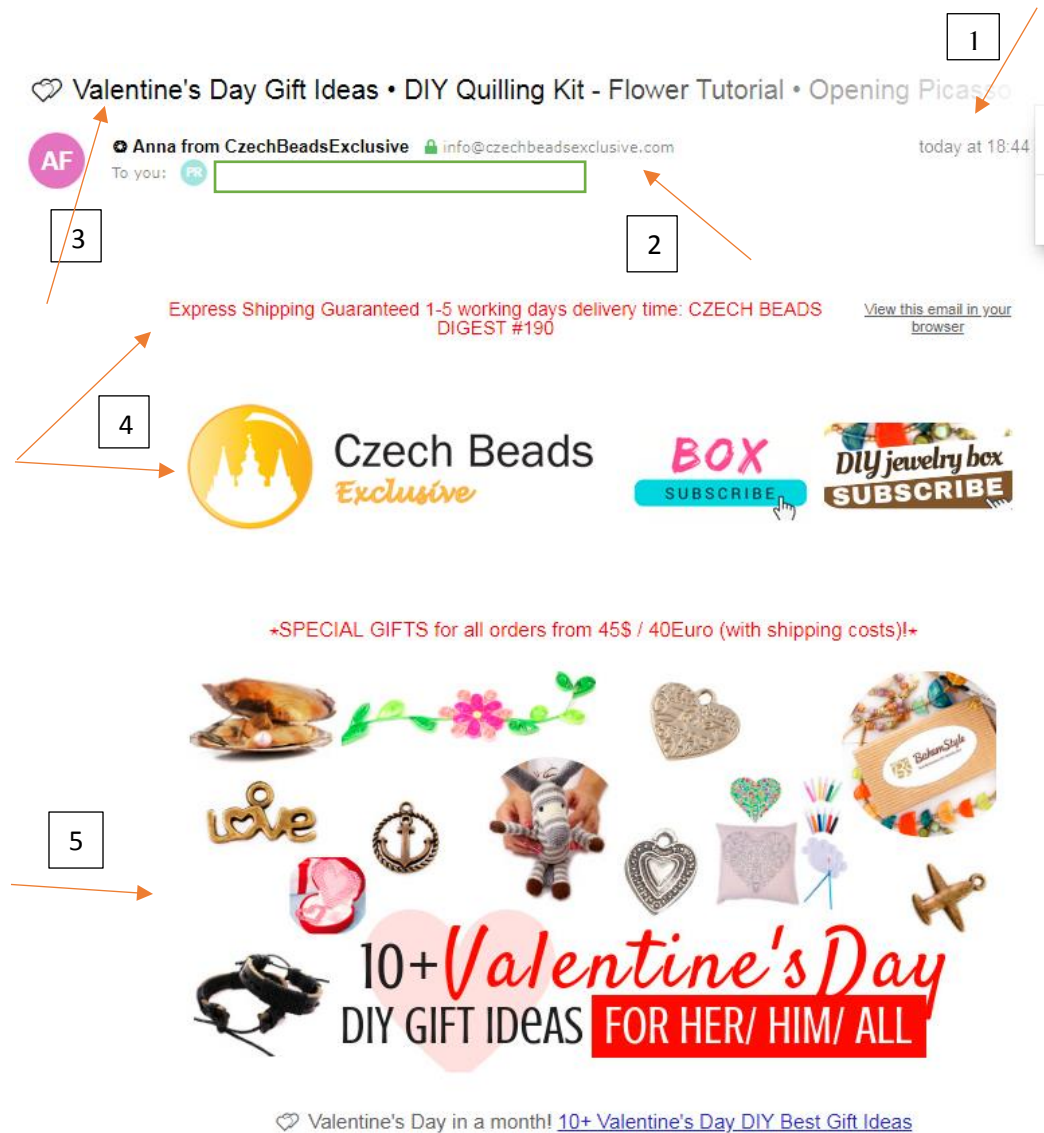 1
Valentine's Day Gift Ideas • DIY Quilling Kit - Flower Tutorial • Opening Picasso
AF
Anna from CzechBeadsExclusive info@czechbeadsexclusive.com today at 18:44
To you: PR
3
2
Express Shipping Guaranteed 1-5 working days delivery time: CZECH BEADS
DIGEST #190
View this email in your
browser
4
Czech Beads
Exclusive
BOX
SUBSCRIBE
DIY jewelry box
SUBSCRIBE
*SPECIAL GIFTS for all orders from 45$ / 40Euro (with shipping costs)!*
BohemStyle
LOVE
5
10+ Valentine's Day
DIY GIFT IDeAS FOR HER/ HIM/ ALL
Valentine's Day in a month! 10+ Valentine's Day DIY Best Gift Ideas